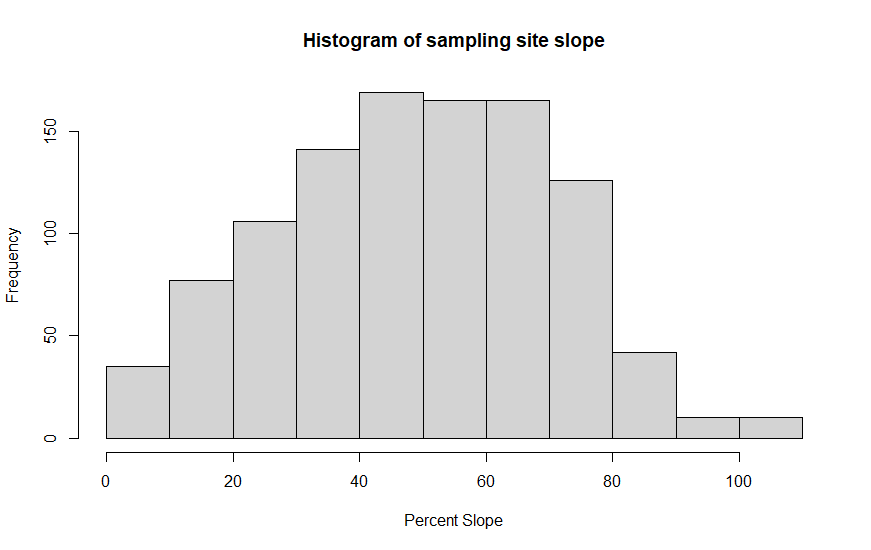 Histogram of sampling site slope
150
100
50
0
Frequency
0 20 40 60 80 100
Percent Slope